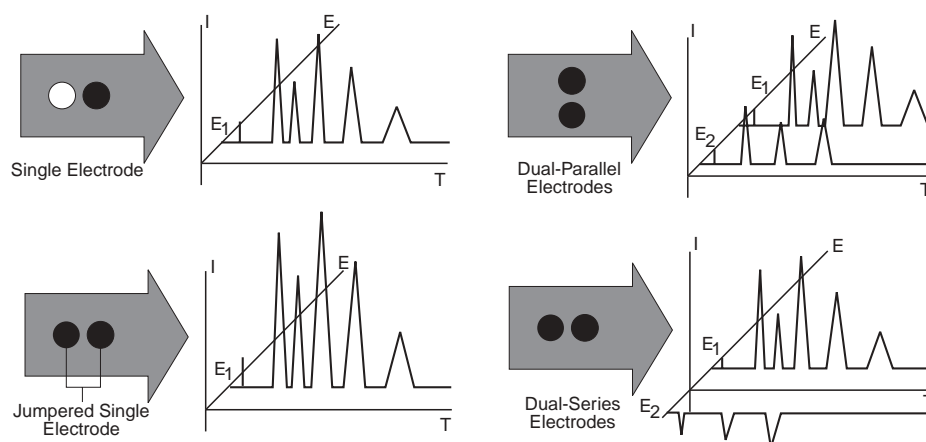 I
E
E1
T
Single Electrode
I
E
E1
E2
T
Dual-Parallel
Electrodes
I
E
E1
T
Jumpered Single
Electrode
I
E
E1
T
E2
Dual-Series
Electrodes